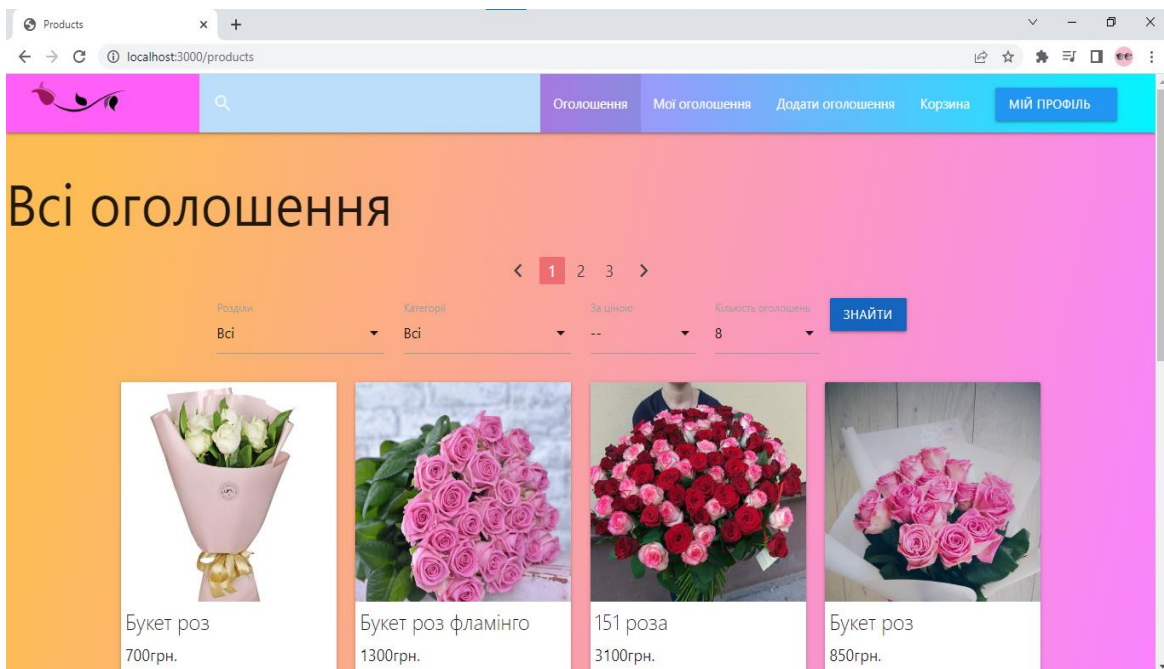 Products
localhost:3000/products
Оголошення Мої оголошення Додати оголошення Корзина МІЙ ПРОФІЛЬ
Всі оголошення
1 2 3
Розділи Категорії За ціною Кількість оголошень ЗНАЙТИ
Всі Всі -- 8
Букет роз Букет роз фламінго 151 роза Букет роз
700грн. 1300грн. 3100грн. 850грн.